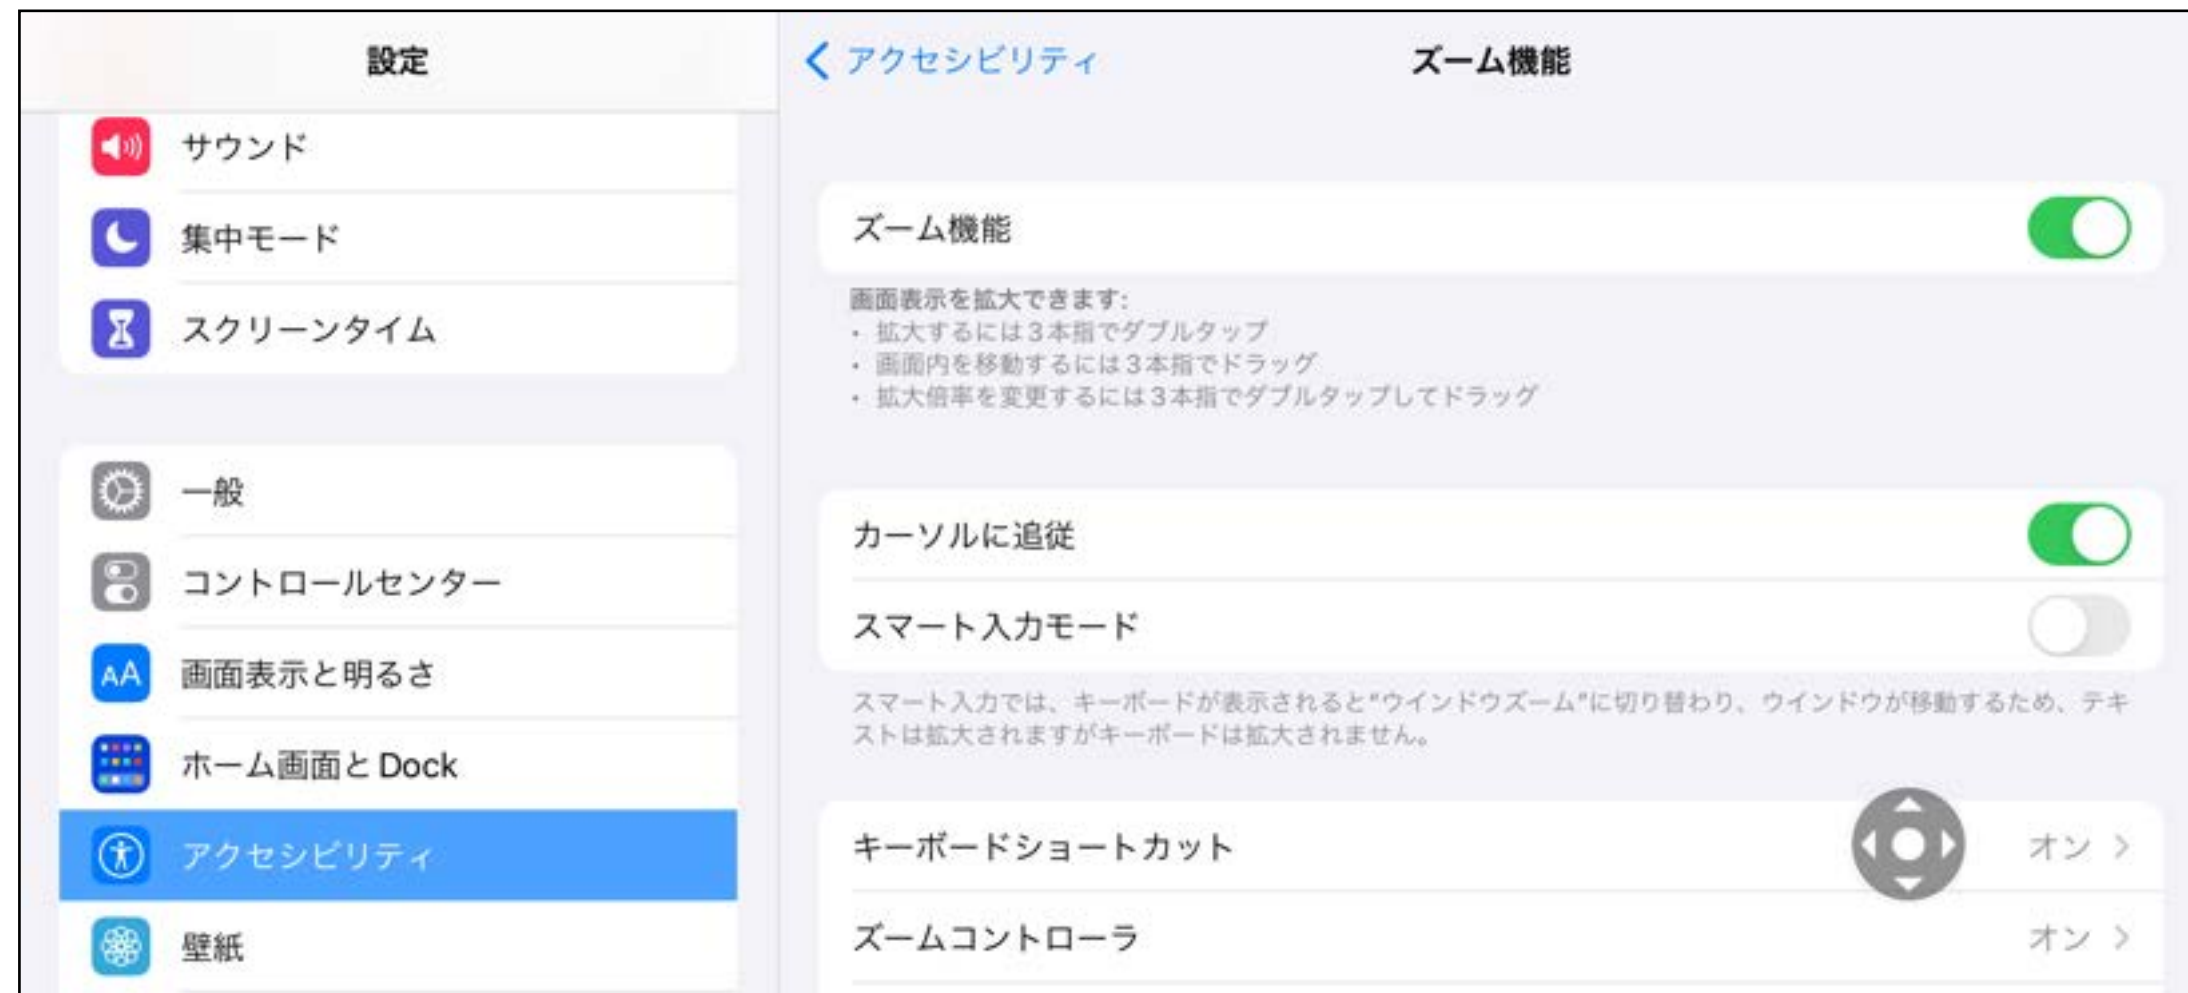 設定
サウンド
集中モード
スクリーンタイム
一般
コントロールセンター
AA 画面表示と明るさ
ホーム画面とDock
アクセシビリティ
壁紙
アクセシビリティ
ズーム機能
ズーム機能
画面表示を拡大できます:
・ 拡大するには3本指でダブルタップ
・ 画面内を移動するには3本指でドラッグ
・ 拡大倍率を変更するには3本指でダブルタップしてドラッグ
カーソルに追従
スマート入力モード
スマート入力では、キーボードが表示されると“ウインドウズーム”に切り替わり、ウインドウが移動するため、テキ
ストは拡大されますがキーボードは拡大されません。
キーボードショートカット オン
ズームコントローラ オン